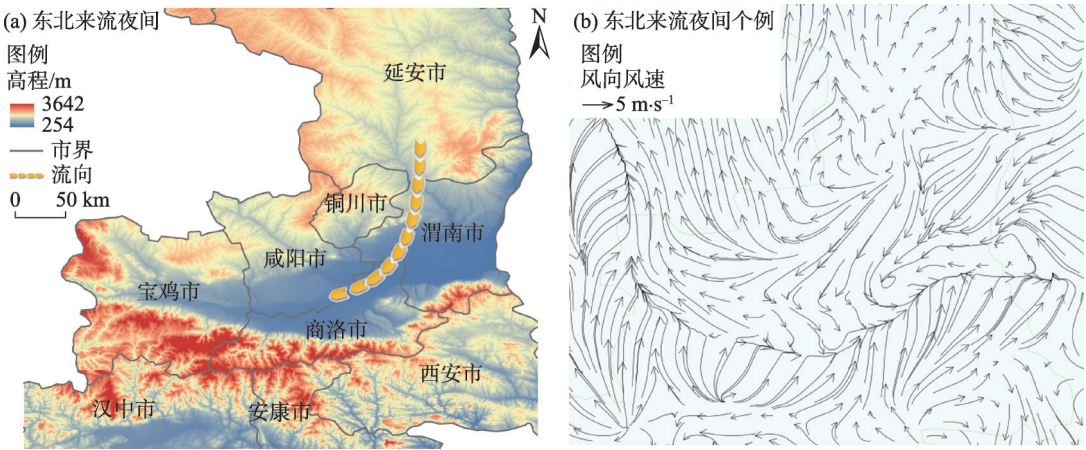 (a) 东北来流夜间
图例
高程/m
3642
254
市界
流向
0 50 km
N
延安市
铜川市
渭南市
咸阳市
宝鸡市
商洛市
西安市
汉中市
安康市
(b) 东北来流夜间个例
图例
风向风速
5 m·s⁻¹